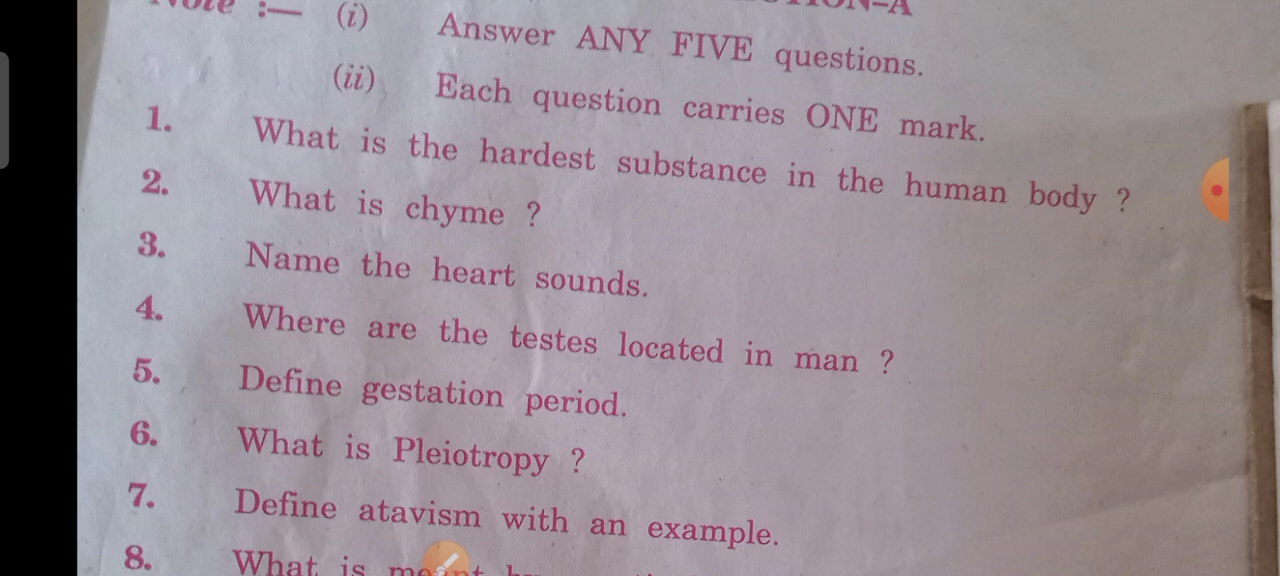 Note :— (i) Answer ANY FIVE questions.
(ii) Each question carries ONE mark.
1. What is the hardest substance in the human body ?
2. What is chyme ?
3. Name the heart sounds.
4. Where are the testes located in man ?
5. Define gestation period.
6. What is Pleiotropy ?
7. Define atavism with an example.
8. What is